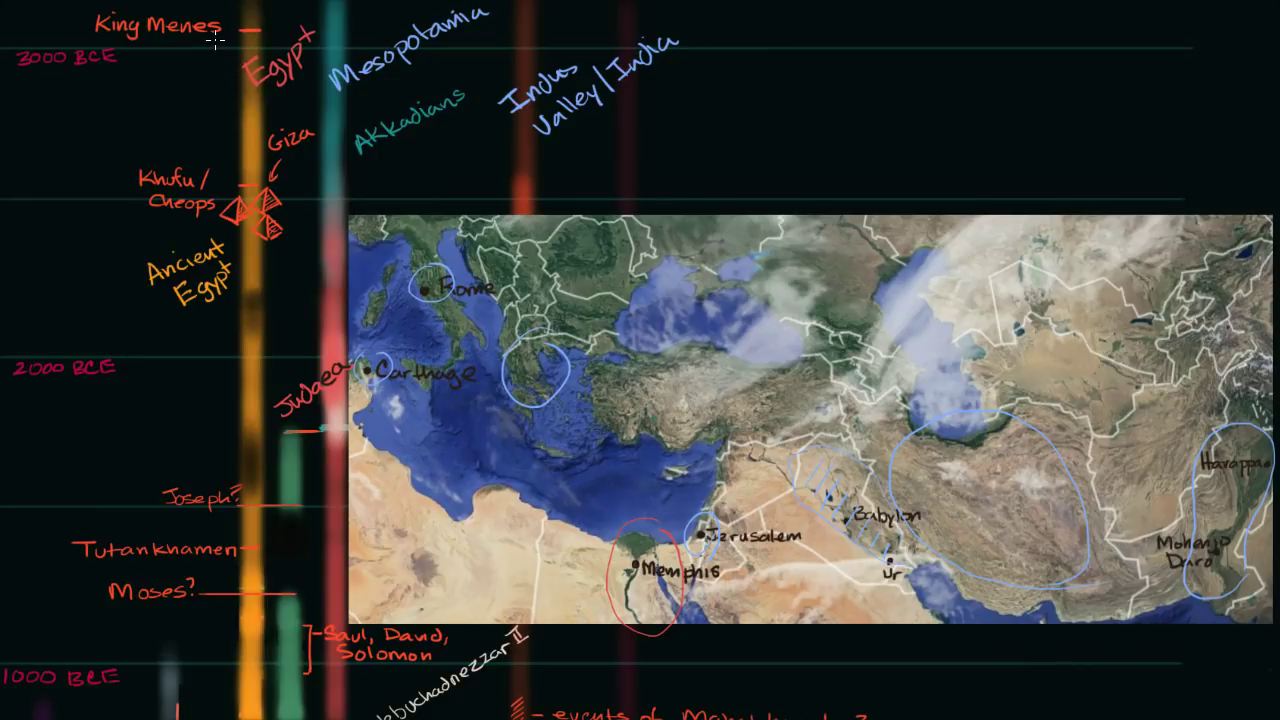 King Menes
3000 BCE
Egypt
Mesopotamia
Indus
Valley/India
Akkadians
Giza
Khufu/
Cheops
Ancient
Egypt
Rome
2000 BCE
Judaea
Carthage
Harappa
Joseph?
Babylon
Jerusalem
Mohenjo
Daro
Tutankhamen
Memphis
Ur
Moses?
Saul, David,
Solomon
1000 BCE
ebuchadnezzar II
- events of